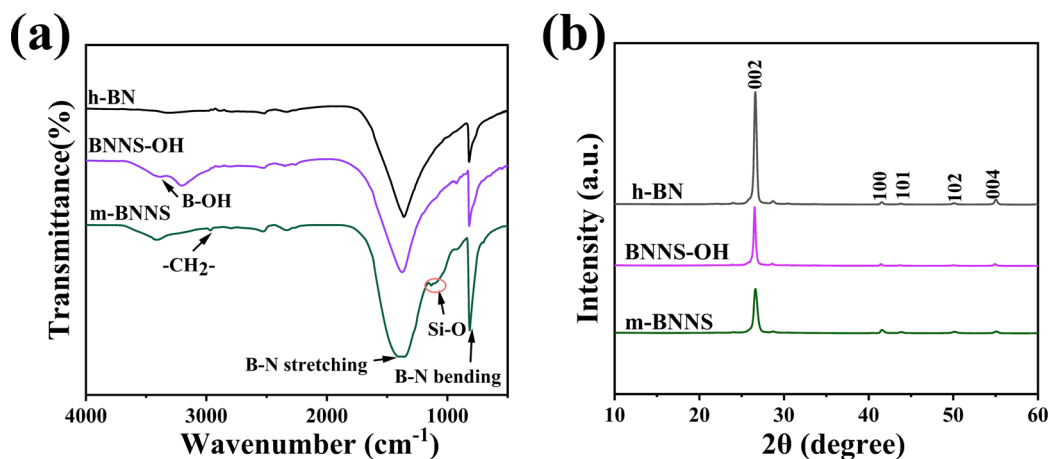 (a)
Transmittance(%)
h-BN
BNNS-OH
B-OH
m-BNNS
-CH2-
Si-O
B-N stretching
B-N bending
4000 3000 2000 1000
Wavenumber (cm-1)
(b)
Intensity (a.u.)
002
100 101 102 004
h-BN
BNNS-OH
m-BNNS
10 20 30 40 50 60
2θ (degree)